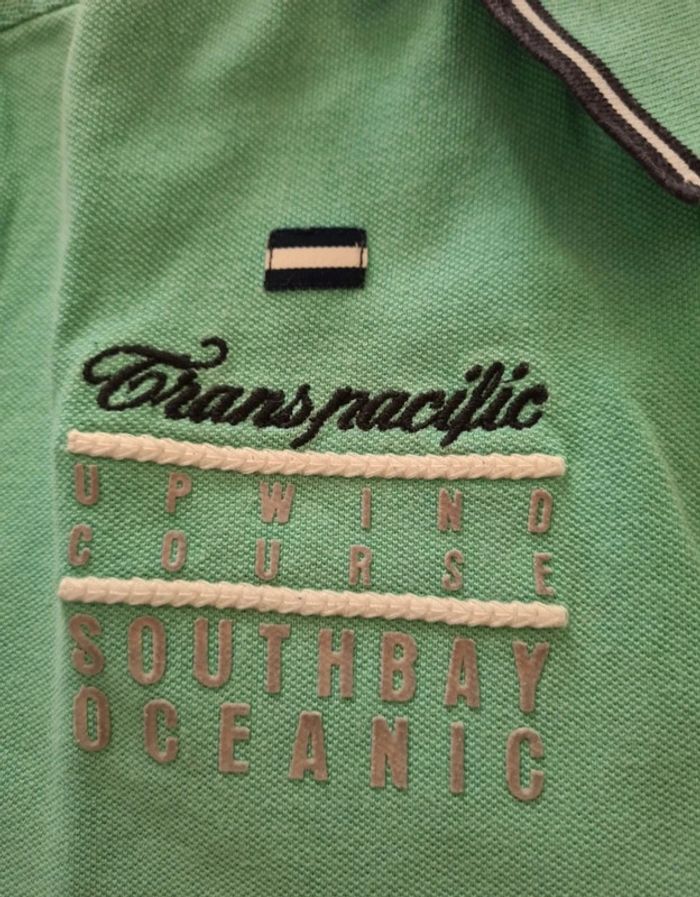 Transpacific
UPWIND
COURSE
SOUTHBAY
OCEANIC